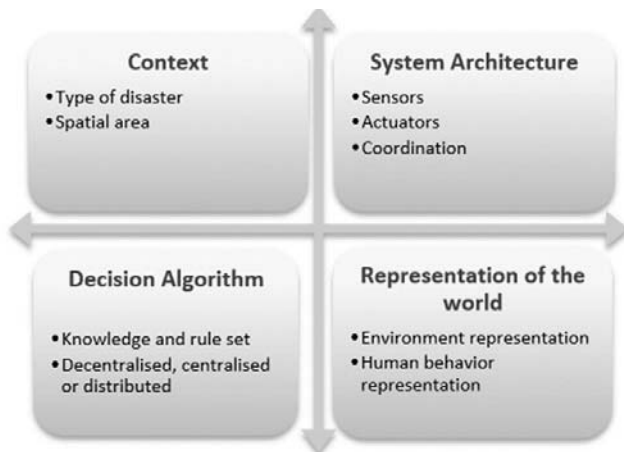 Context
•Type of disaster
•Spatial area
System Architecture
•Sensors
•Actuators
•Coordination
Decision Algorithm
•Knowledge and rule set
•Decentralised, centralised
or distributed
Representation of the
world
•Environment representation
•Human behavior
representation